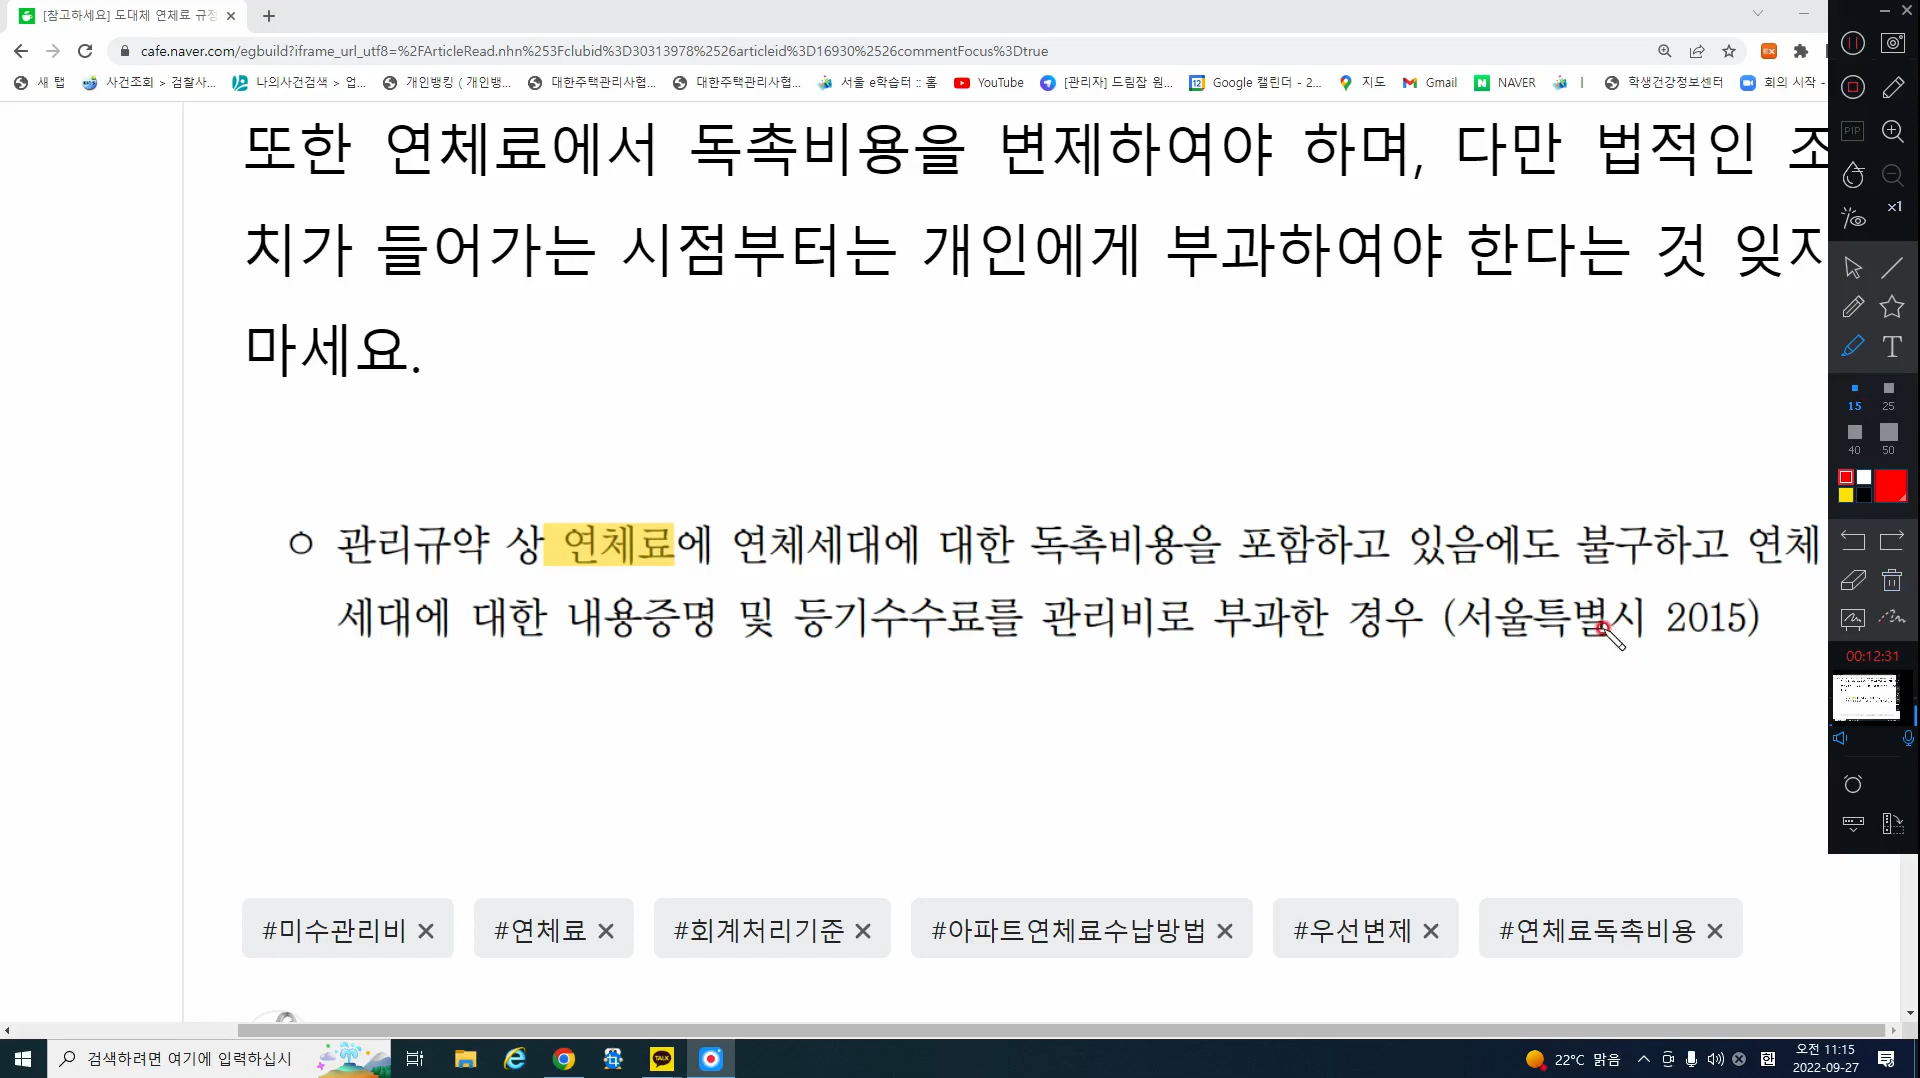 [참고하세요] 도대체 연체료 규정
cafe.naver.com/egbuild?iframe_url_utf8=%2FArticleRead.nhn%253Fclubid%3D30313978%2526articleid%3D16930%2526commentFocus%3Dtrue
새 탭 사건조회 > 검찰사... 나의사건검색 > 업... 개인뱅킹 ( 개인뱅... 대한주택관리사협... 대한주택관리사협... 서울 e학습터 :: 홈 YouTube [관리자] 드림잡 원... Google 캘린더 - 2... 지도 Gmail NAVER | 학생건강정보센터 회의 시작 -
또한 연체료에서 독촉비용을 변제하여야 하며, 다만 법적인 조
치가 들어가는 시점부터는 개인에게 부과하여야 한다는 것 잊지
마세요.
ㅇ 관리규약 상 연체료에 연체세대에 대한 독촉비용을 포함하고 있음에도 불구하고 연체
세대에 대한 내용증명 및 등기수수료를 관리비로 부과한 경우 (서울특별시 2015)
#미수관리비 × #연체료 × #회계처리기준 × #아파트연체료수납방법 × #우선변제 × #연체료독촉비용 ×
PIP
x1
T
15 25
40 50
00:12:31
검색하려면 여기에 입력하십시
TALK
22°C 맑음
한
오전 11:15
2022-09-27